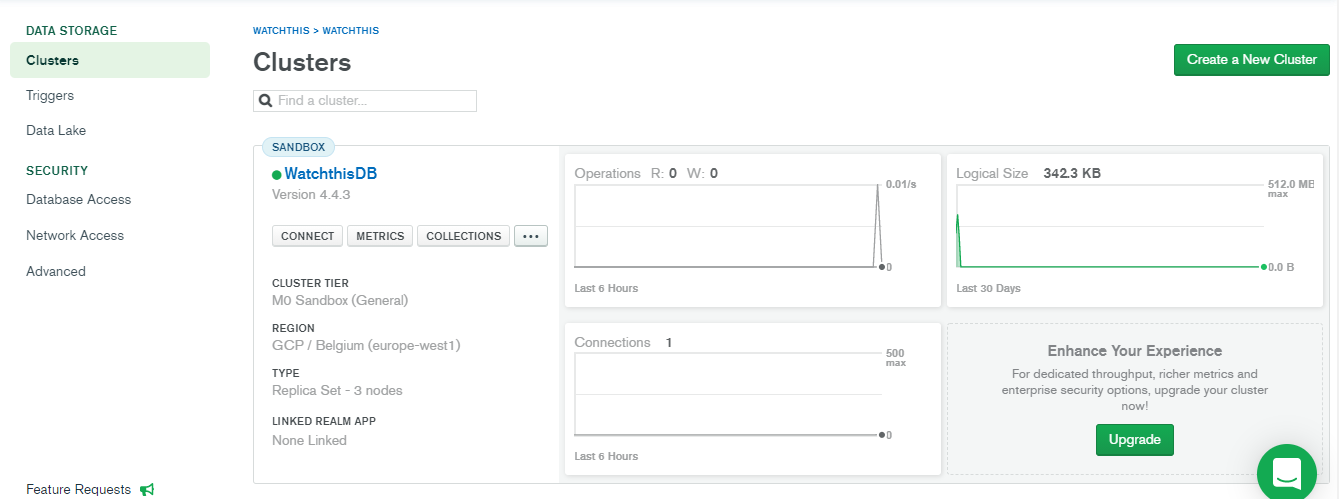 DATA STORAGE
Clusters
Triggers
Data Lake
SECURITY
Database Access
Network Access
Advanced
Feature Requests
WATCHTHIS > WATCHTHIS
Clusters
Create a New Cluster
Find a cluster...
SANDBOX
WatchthisDB
Version 4.4.3
CONNECT METRICS COLLECTIONS ...
CLUSTER TIER
M0 Sandbox (General)
REGION
GCP / Belgium (europe-west1)
TYPE
Replica Set - 3 nodes
LINKED REALM APP
None Linked
Operations R: 0 W: 0
0.01/s
0
Last 6 Hours
Logical Size 342.3 KB
512.0 MB
max
0.0 B
Last 30 Days
Connections 1
500
max
0
Last 6 Hours
Enhance Your Experience
For dedicated throughput, richer metrics and
enterprise security options, upgrade your cluster
now!
Upgrade